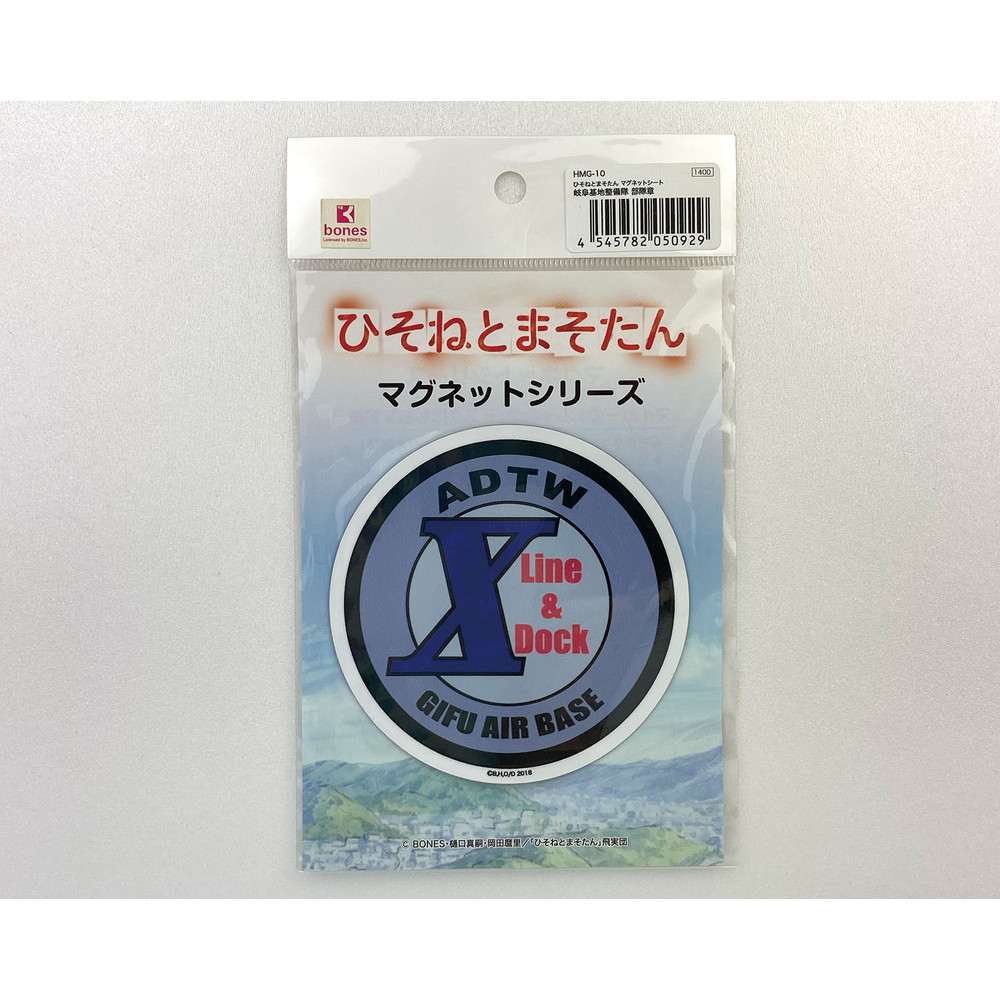 HMG-10
1400
ひそねとまそたん マグネットシート
岐阜基地整備隊 部隊章
4 545782 050929
bones
Licensed by BONES,inc.
ひそねとまそたん
マグネットシリーズ
ADTW
X
Line
&
Dock
GIFU AIR BASE
©B,H,O/D 2018
© BONES・樋口真嗣・岡田麿里/「ひそねとまそたん」飛実団